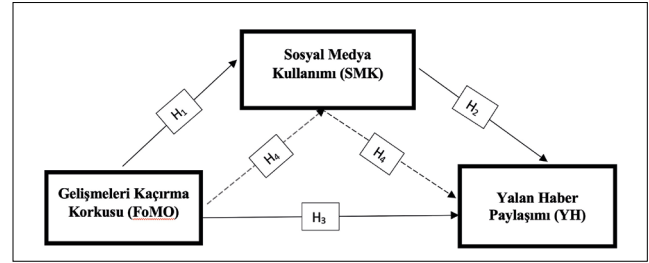 Sosyal Medya
Kullanımı (SMK)
H₁
H₂
H₄
H₄
Gelişmeleri Kaçırma
Korkusu (FoMO)
H₃
Yalan Haber
Paylaşımı (YH)